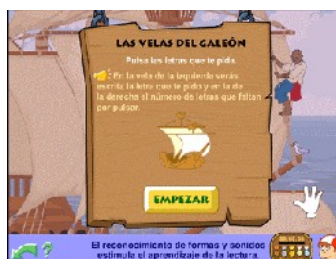 LAS VELAS DEL GALEÓN
Pulsa las letras que te pida.
En la vela de la izquierda verás
escrita la letra que te pido y en la de
la derecha el número de letras que faltan
por pulsar.
EMPEZAR
?
El reconocimiento de formas y sonidos
estimula el aprendizaje de la lectura.